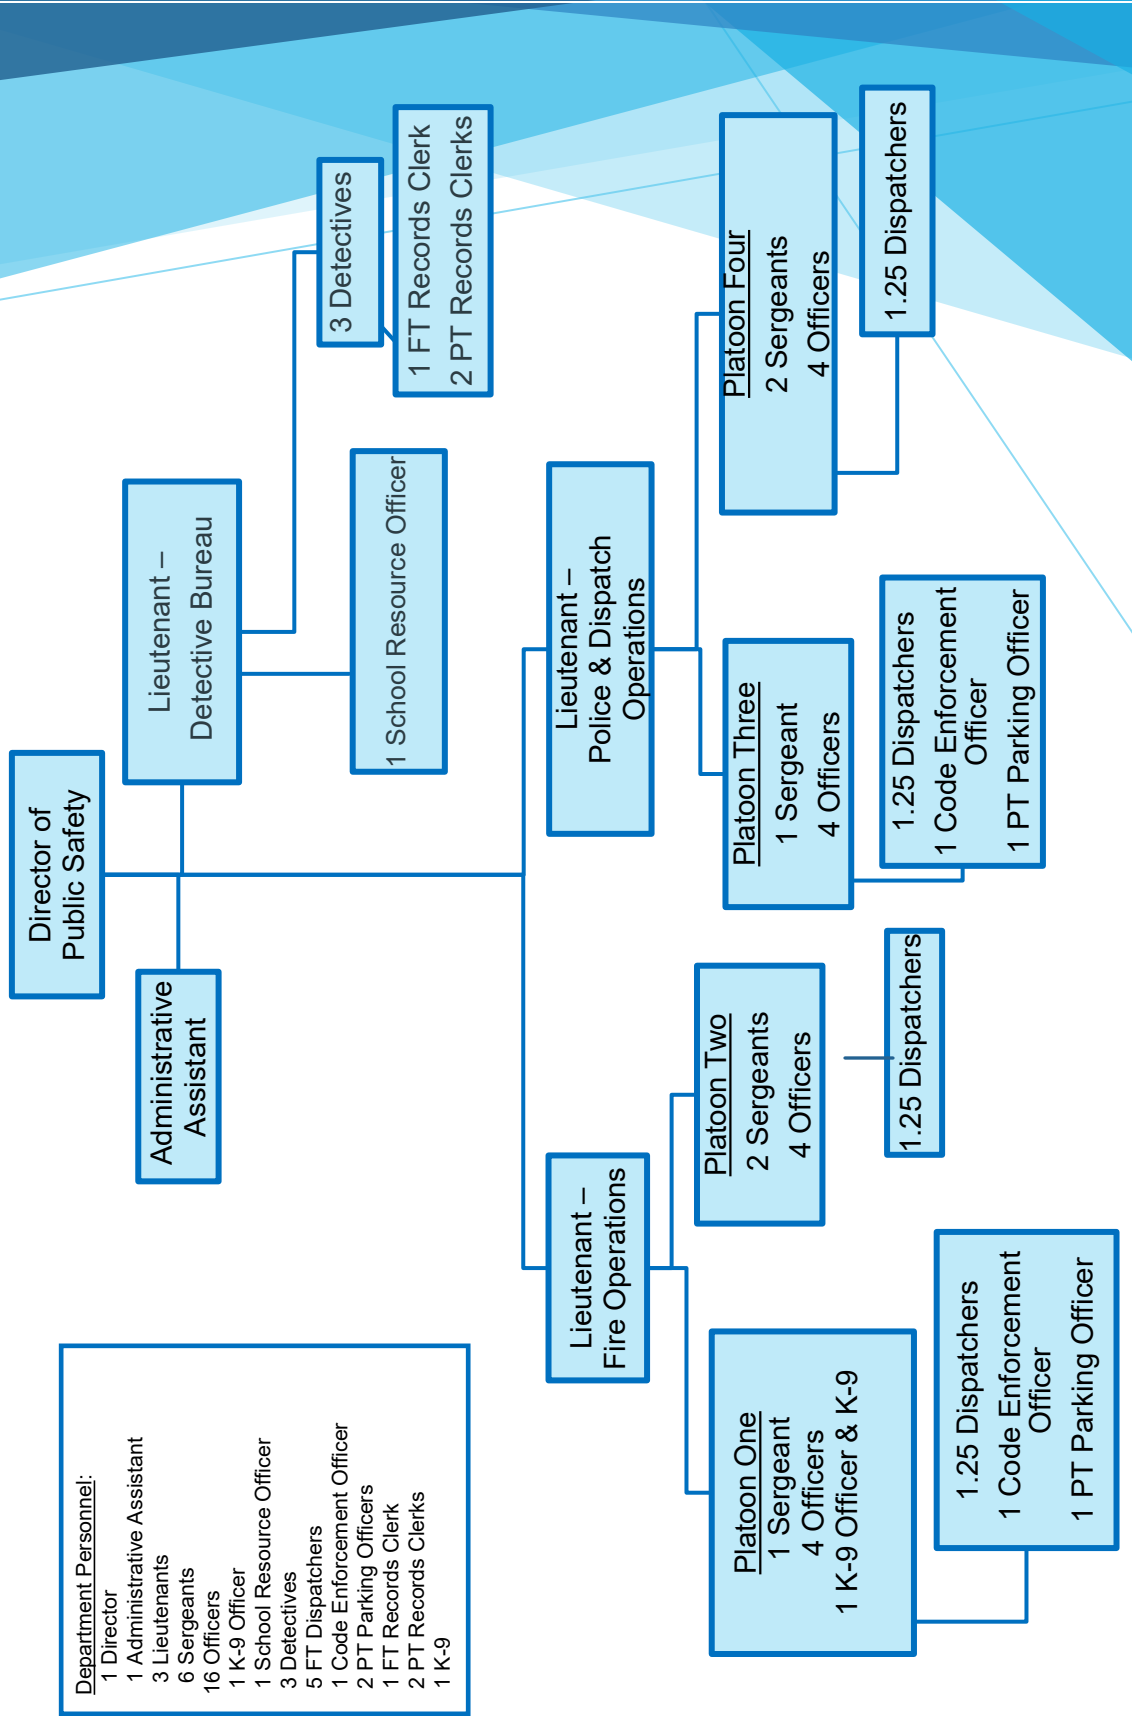 Director of
Public Safety
Administrative
Assistant
Lieutenant –
Detective Bureau
3 Detectives
1 FT Records Clerk
2 PT Records Clerks
1 School Resource Officer
Department Personnel:
1 Director
1 Administrative Assistant
3 Lieutenants
6 Sergeants
16 Officers
1 K-9 Officer
1 School Resource Officer
3 Detectives
5 FT Dispatchers
1 Code Enforcement Officer
2 PT Parking Officers
1 FT Records Clerk
2 PT Records Clerks
1 K-9
Lieutenant –
Fire Operations
Lieutenant –
Police & Dispatch
Operations
Platoon One
1 Sergeant
4 Officers
1 K-9 Officer & K-9
Platoon Two
2 Sergeants
4 Officers
Platoon Three
1 Sergeant
4 Officers
Platoon Four
2 Sergeants
4 Officers
1.25 Dispatchers
1 Code Enforcement
Officer
1 PT Parking Officer
1.25 Dispatchers
1.25 Dispatchers
1 Code Enforcement
Officer
1 PT Parking Officer
1.25 Dispatchers